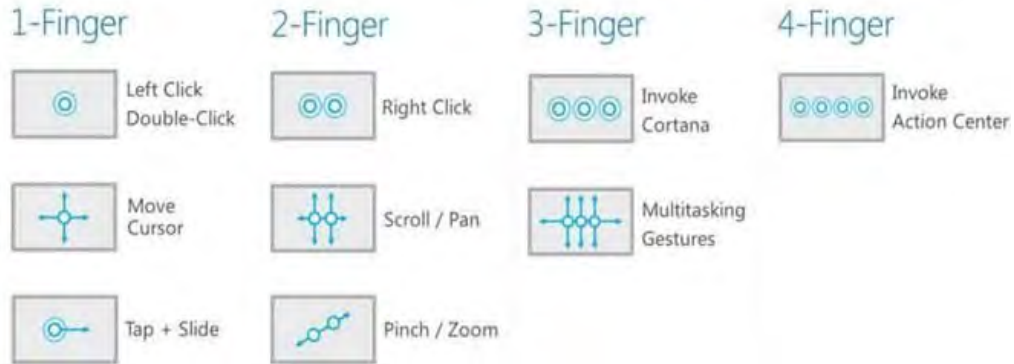 1-Finger
2-Finger
3-Finger
4-Finger
Left Click
Double-Click
Right Click
Invoke
Cortana
Invoke
Action Center
Move
Cursor
Scroll / Pan
Multitasking
Gestures
Tap + Slide
Pinch / Zoom